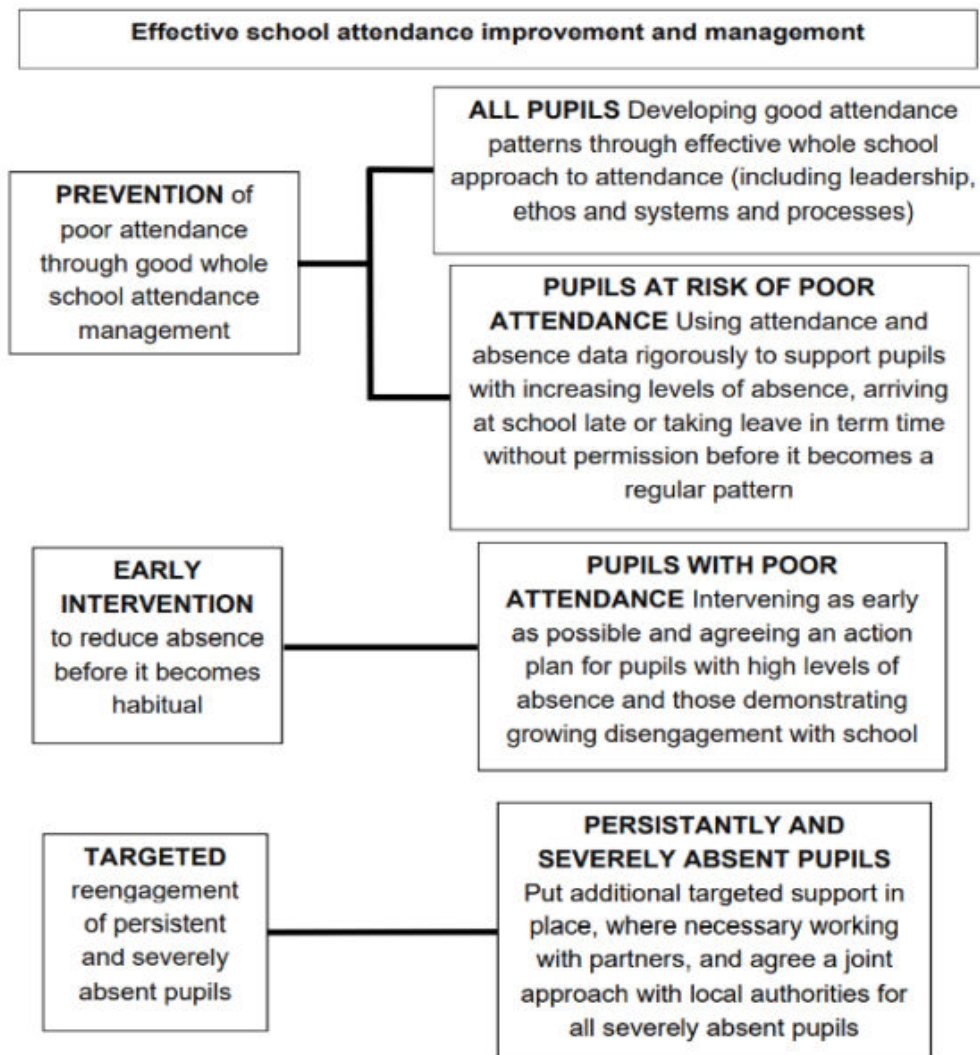 Effective school attendance improvement and management
PREVENTION of
poor attendance
through good whole
school attendance
management
ALL PUPILS Developing good attendance
patterns through effective whole school
approach to attendance (including leadership,
ethos and systems and processes)
PUPILS AT RISK OF POOR
ATTENDANCE Using attendance and
absence data rigorously to support pupils
with increasing levels of absence, arriving
at school late or taking leave in term time
without permission before it becomes a
regular pattern
EARLY
INTERVENTION
to reduce absence
before it becomes
habitual
PUPILS WITH POOR
ATTENDANCE Intervening as early
as possible and agreeing an action
plan for pupils with high levels of
absence and those demonstrating
growing disengagement with school
TARGETED
reengagement
of persistent
and severely
absent pupils
PERSISTANTLY AND
SEVERELY ABSENT PUPILS
Put additional targeted support in
place, where necessary working
with partners, and agree a joint
approach with local authorities for
all severely absent pupils